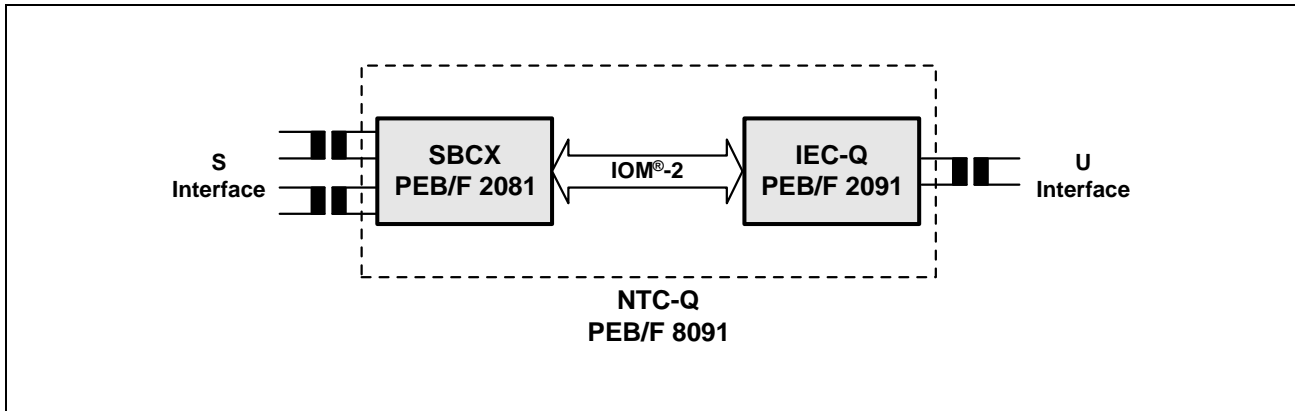 S
Interface
SBCX
PEB/F 2081
IOM®-2
IEC-Q
PEB/F 2091
U
Interface
NTC-Q
PEB/F 8091